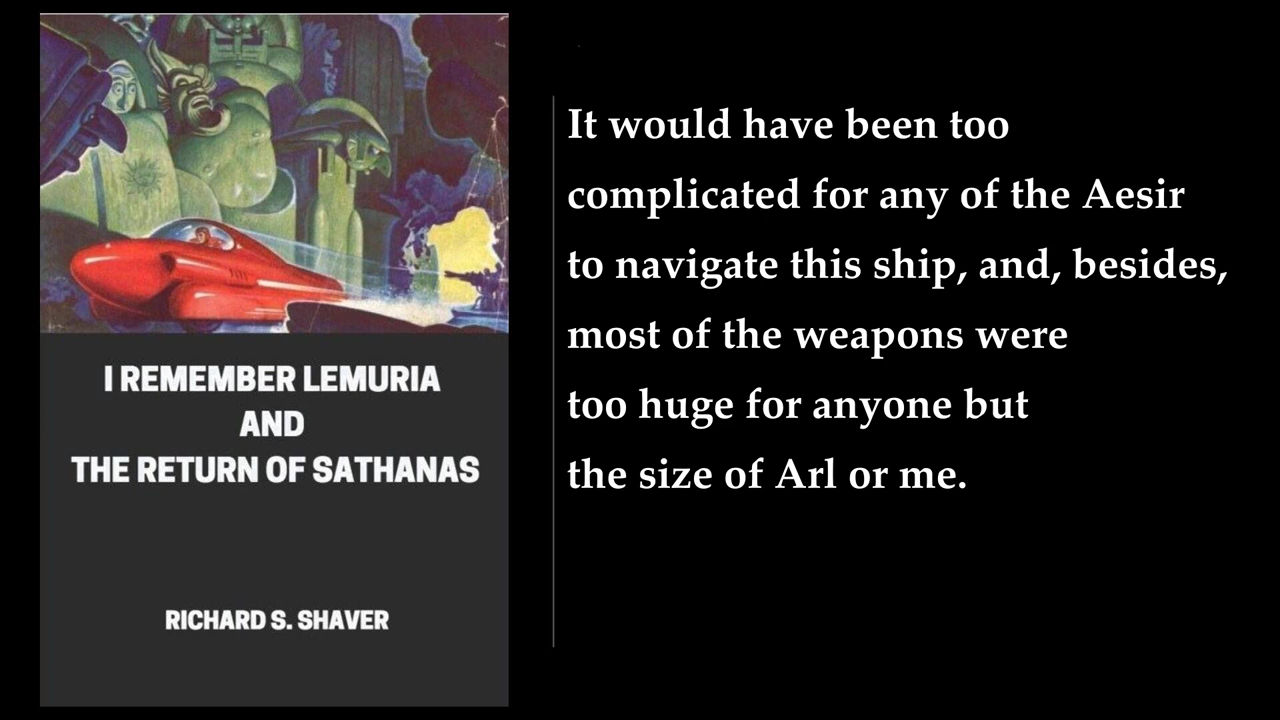 I REMEMBER LEMURIA
AND
THE RETURN OF SATHANAS
RICHARD S. SHAVER
It would have been too
complicated for any of the Aesir
to navigate this ship, and, besides,
most of the weapons were
too huge for anyone but
the size of Arl or me.